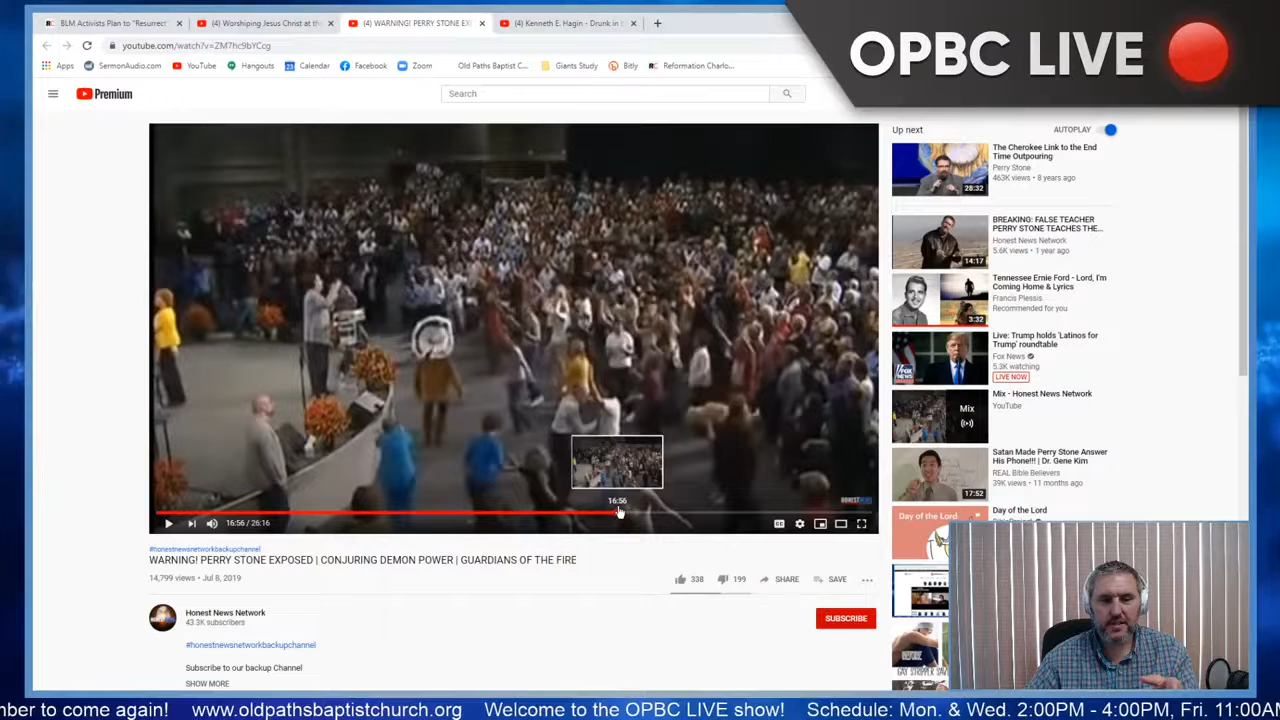 BLM Activists Plan to "Resurrect"
(4) Worshiping Jesus Christ at the
(4) WARNING! PERRY STONE EX
(4) Kenneth E. Hagin - Drunk in t
OPBC LIVE
youtube.com/watch?v=ZM7hc9bYCcg
Apps
SermonAudio.com
YouTube
Hangouts
Calendar
Facebook
Zoom
Old Paths Baptist C...
Giants Study
Bitly
Reformation Charlo...
Premium
Search
Up next
AUTOPLAY
The Cherokee Link to the End
Time Outpouring
Perry Stone
463K views • 8 years ago
28:32
BREAKING: FALSE TEACHER
PERRY STONE TEACHES THE...
Honest News Network
5.6K views • 1 year ago
14:17
Tennessee Ernie Ford - Lord, I'm
Coming Home & Lyrics
Francis Plessis
Recommended for you
3:32
Live: Trump holds 'Latinos for
Trump' roundtable
Fox News
5.3K watching
LIVE NOW
Mix - Honest News Network
YouTube
Mix
Satan Made Perry Stone Answer
His Phone!!! | Dr. Gene Kim
REAL Bible Believers
39K views • 11 months ago
17:52
Day of the Lord
Day of the Lord
16:56
16:56 / 26:16
#honestnewsnetworkbackupchannel
WARNING! PERRY STONE EXPOSED | CONJURING DEMON POWER | GUARDIANS OF THE FIRE
14,799 views • Jul 8, 2019
338
199
SHARE
SAVE
Honest News Network
43.3K subscribers
SUBSCRIBE
#honestnewsnetworkbackupchannel
Subscribe to our backup Channel
SHOW MORE
mber to come again! www.oldpathsbaptistchurch.org Welcome to the OPBC LIVE show! Schedule: Mon. & Wed. 2:00PM - 4:00PM, Fri. 11:00AM